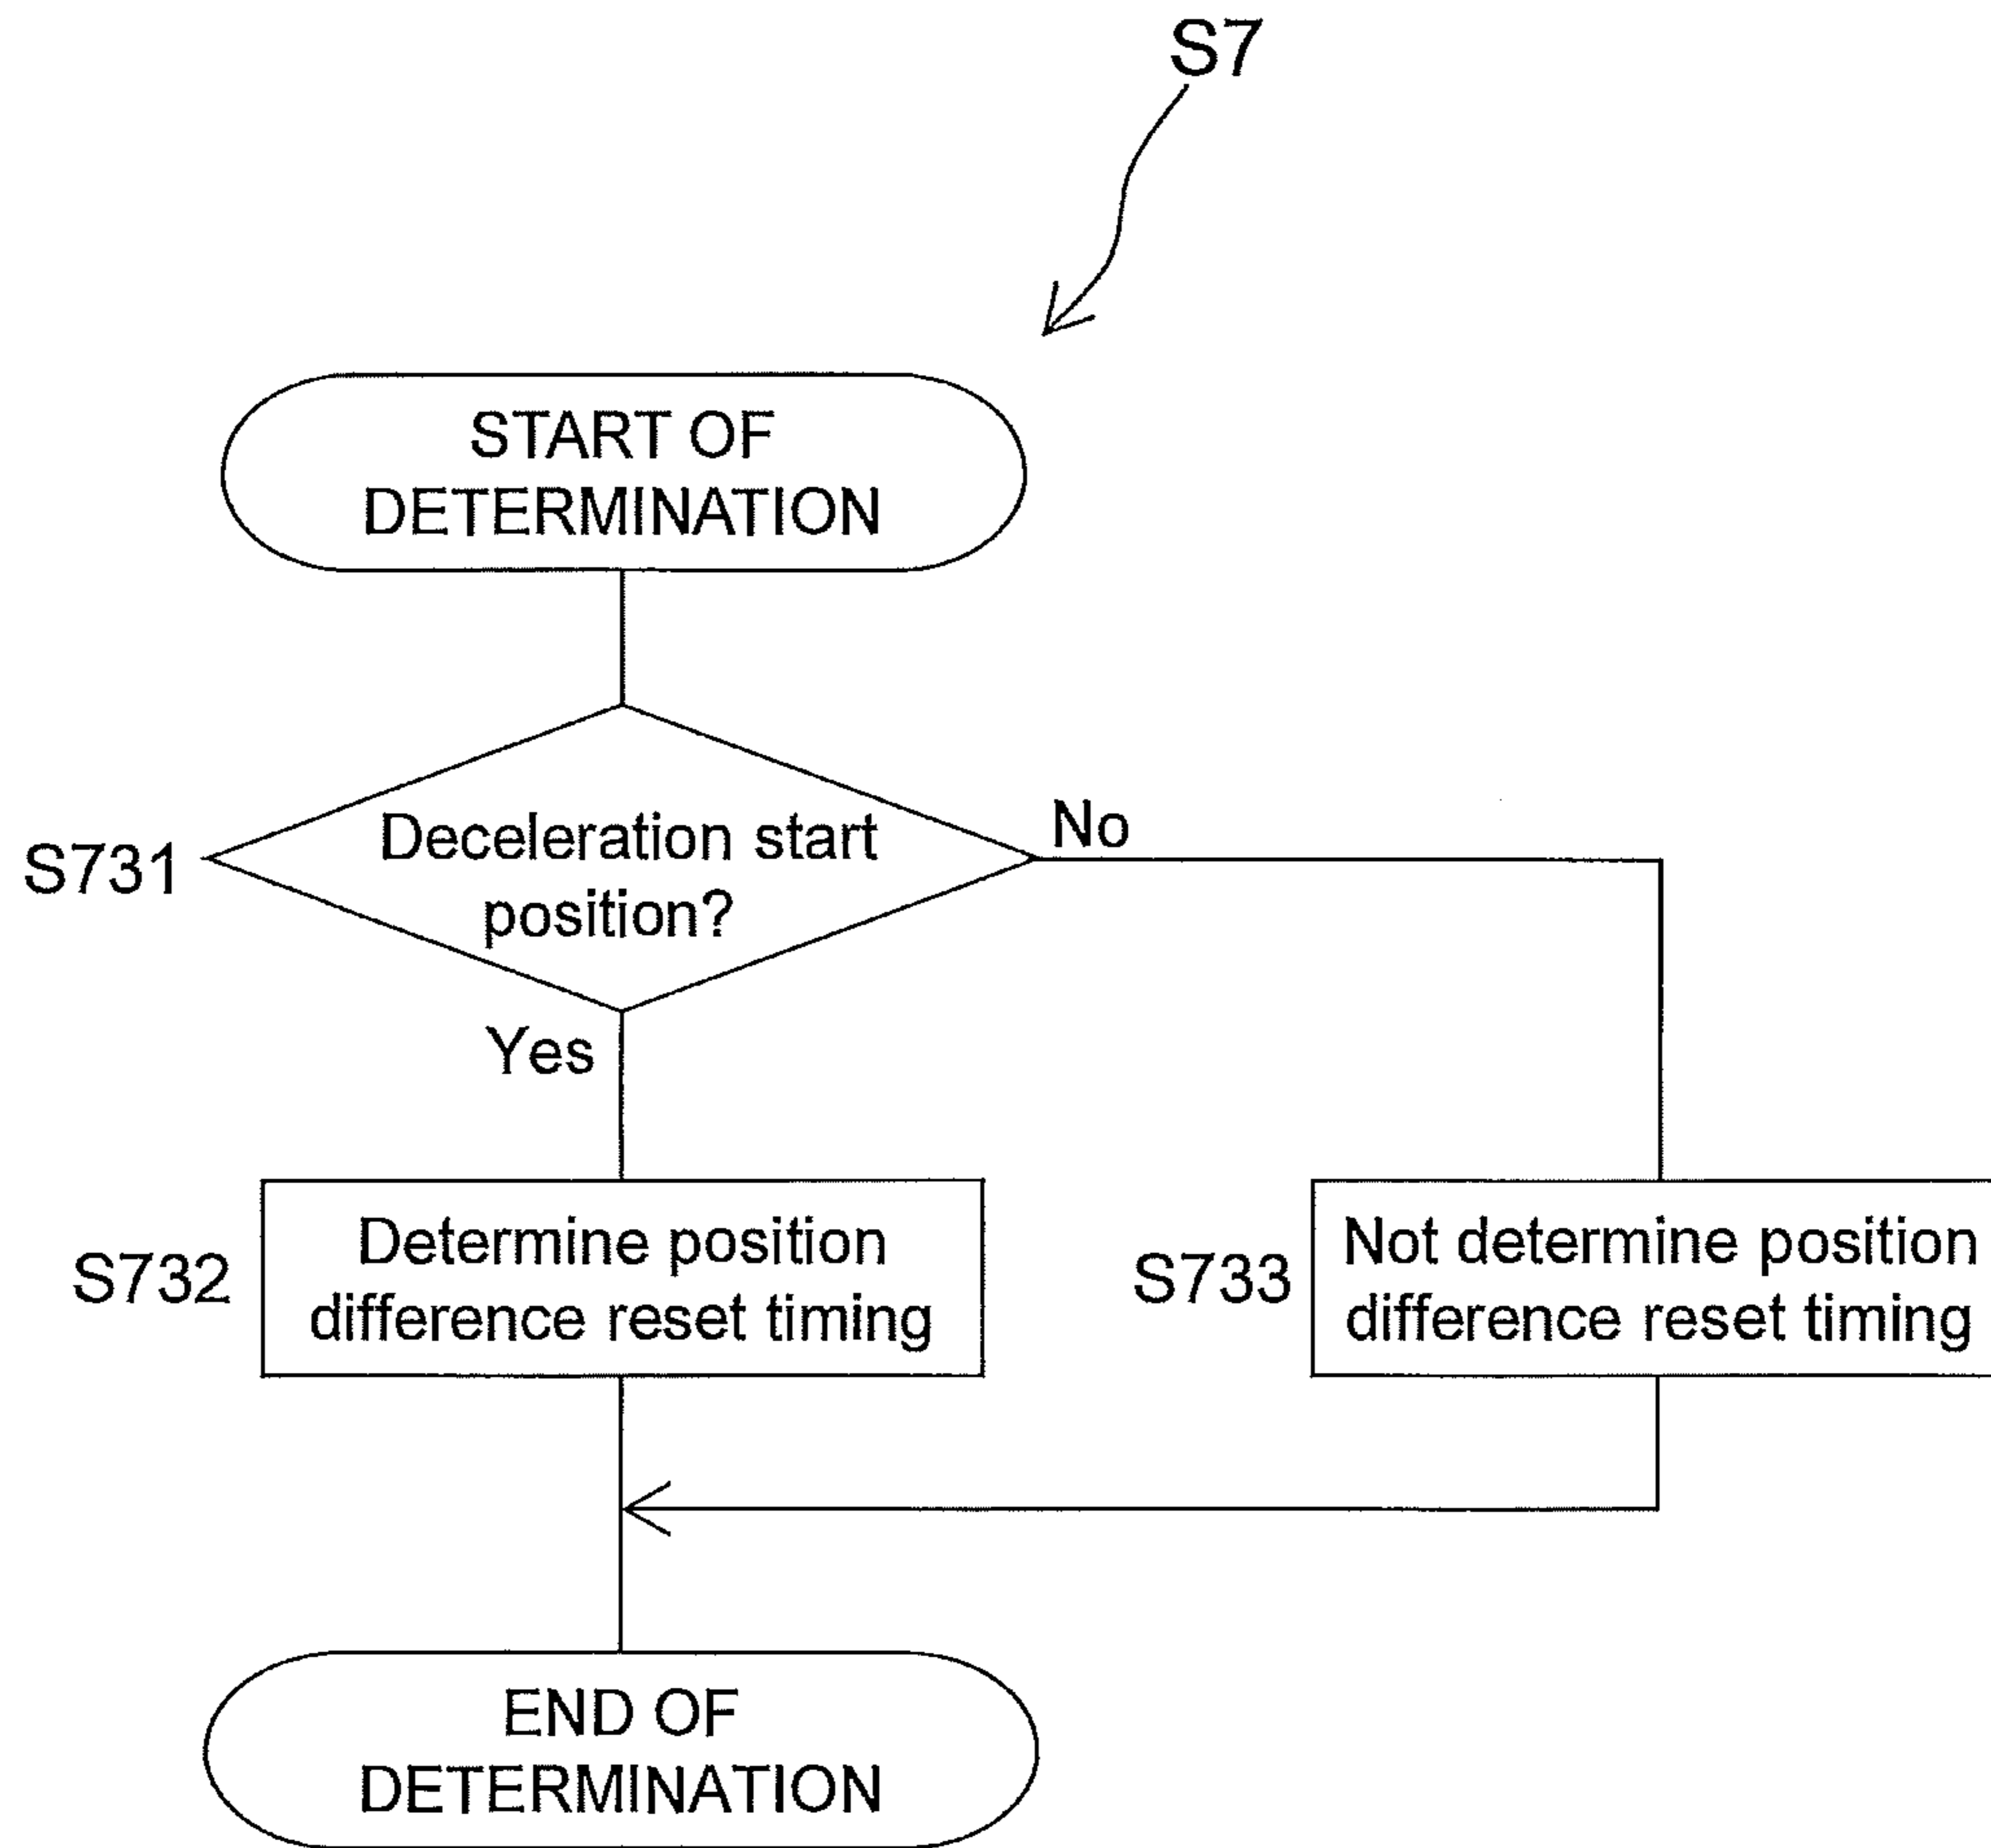 S7
START OF
DETERMINATION
S731
Deceleration start
position?
No
Yes
S732
Determine position
difference reset timing
S733
Not determine position
difference reset timing
END OF
DETERMINATION